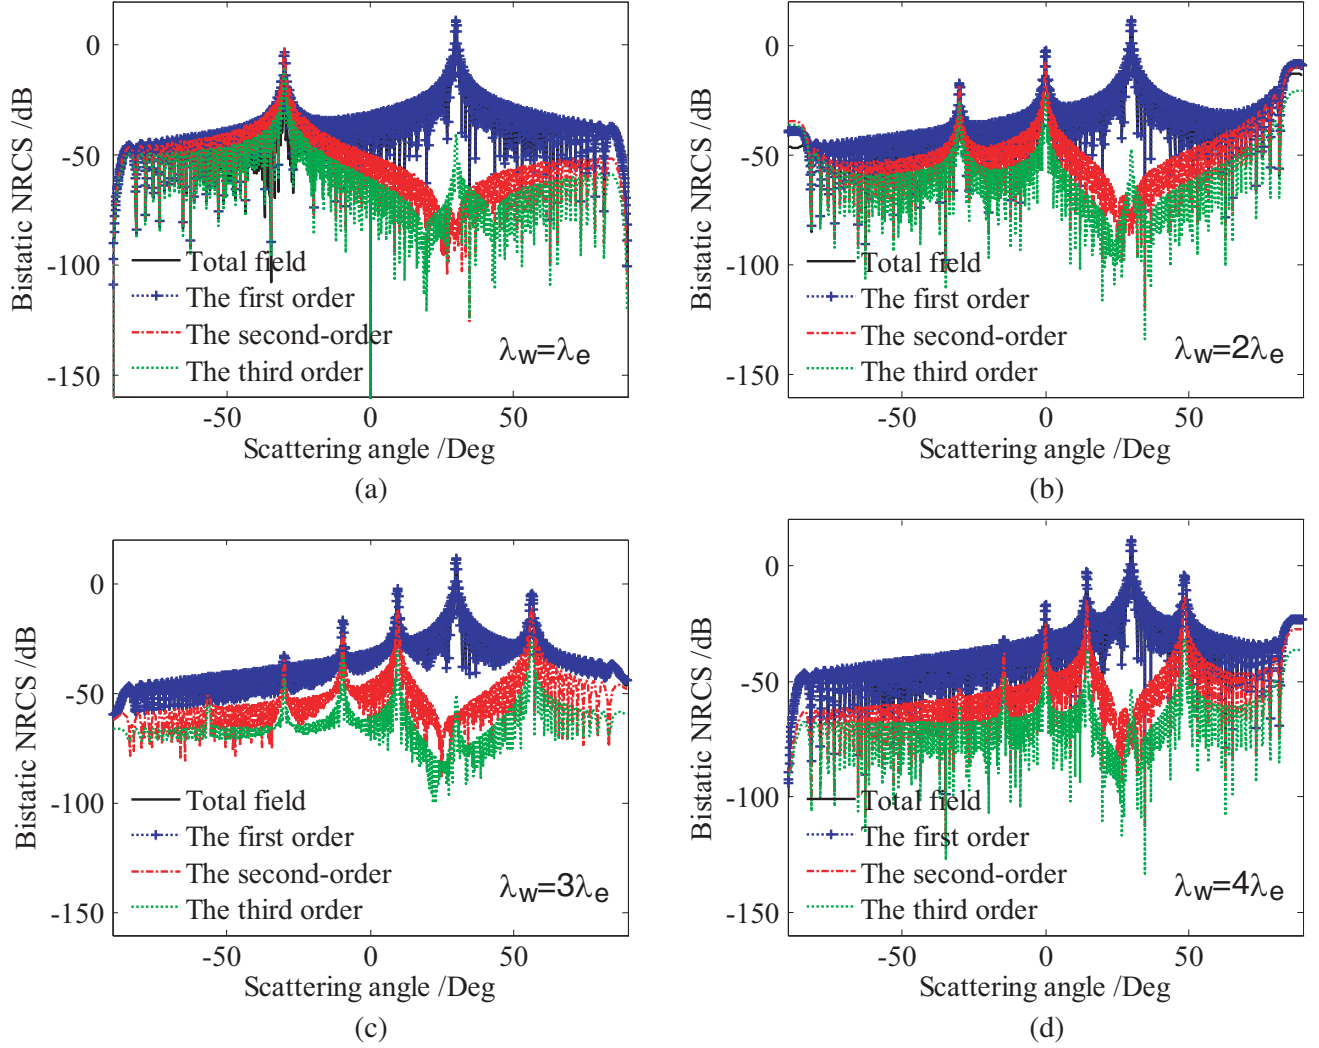 0
-50
-100
-150
Bistatic NRCS /dB
Total field
The first order
The second-order
The third order
λw=λe
-50 0 50
Scattering angle /Deg
(a)
0
-50
-100
-150
Bistatic NRCS /dB
Total field
The first order
The second-order
The third order
λw=2λe
-50 0 50
Scattering angle /Deg
(b)
0
-50
-100
-150
Bistatic NRCS /dB
Total field
The first order
The second-order
The third order
λw=3λe
-50 0 50
Scattering angle /Deg
(c)
0
-50
-100
-150
Bistatic NRCS /dB
Total field
The first order
The second-order
The third order
λw=4λe
-50 0 50
Scattering angle /Deg
(d)